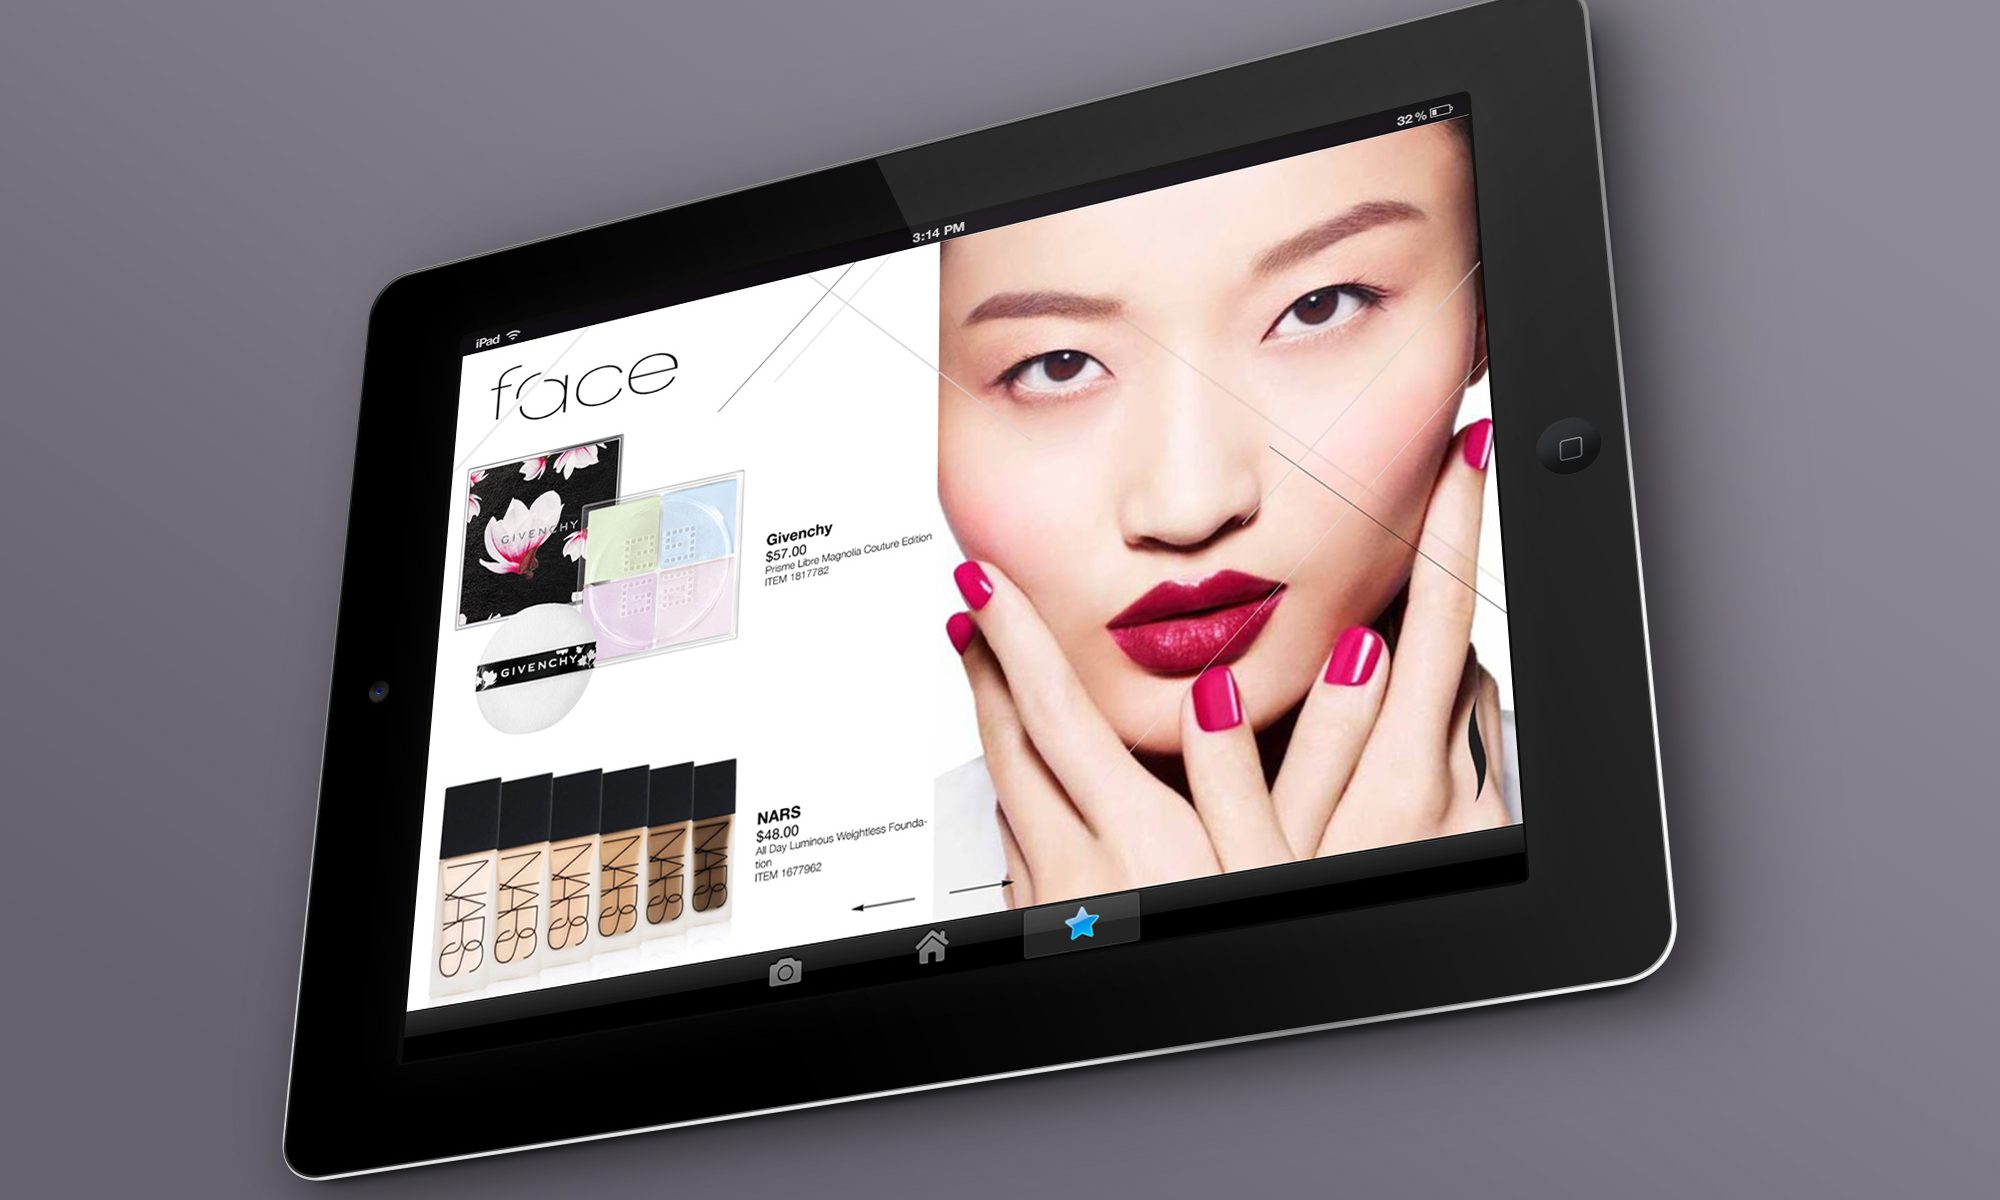 iPad
3:14 PM
32 %
face
GIVENCHY
GIVENCHY
Givenchy
$57.00
Prisme Libre Magnolia Couture Edition
ITEM 1817782
NARS
NARS
NARS
NARS
NARS
NARS
NARS
$48.00
All Day Luminous Weightless Founda-
tion
ITEM 1677962